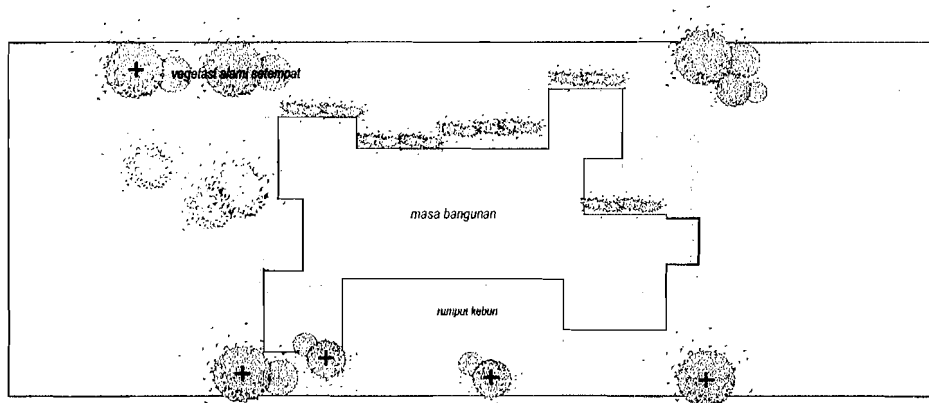 vegetasi alami setempat
masa bangunan
rumput kebun